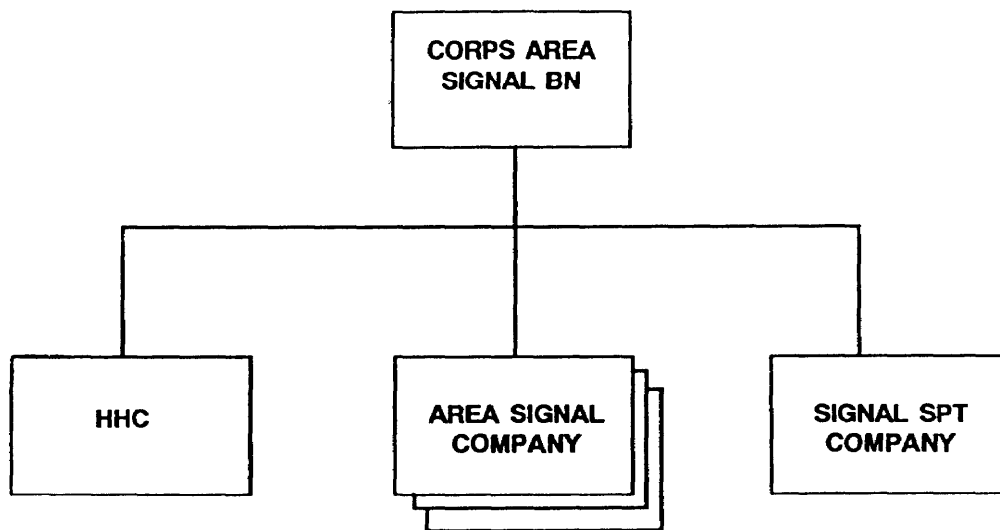 CORPS AREA
SIGNAL BN
HHC
AREA SIGNAL
COMPANY
SIGNAL SPT
COMPANY